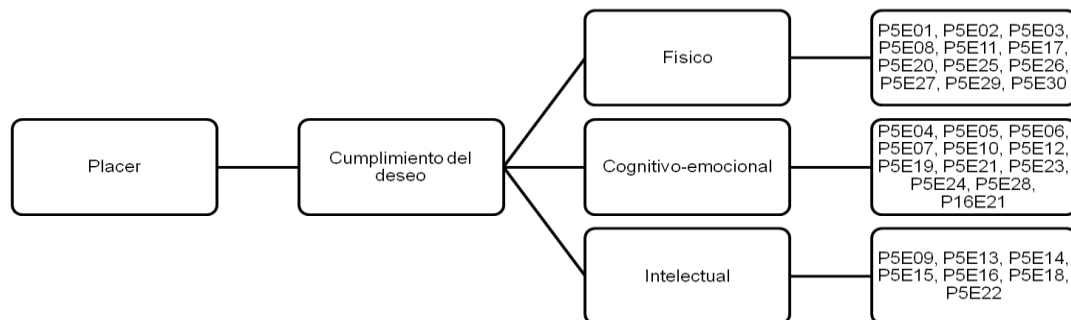 Placer
Cumplimiento del
deseo
Físico
P5E01, P5E02, P5E03,
P5E08, P5E11, P5E17,
P5E20, P5E25, P5E26,
P5E27, P5E29, P5E30
Cognitivo-emocional
P5E04, P5E05, P5E06,
P5E07, P5E10, P5E12,
P5E19, P5E21, P5E23,
P5E24, P5E28,
P16E21
Intelectual
P5E09, P5E13, P5E14,
P5E15, P5E16, P5E18,
P5E22